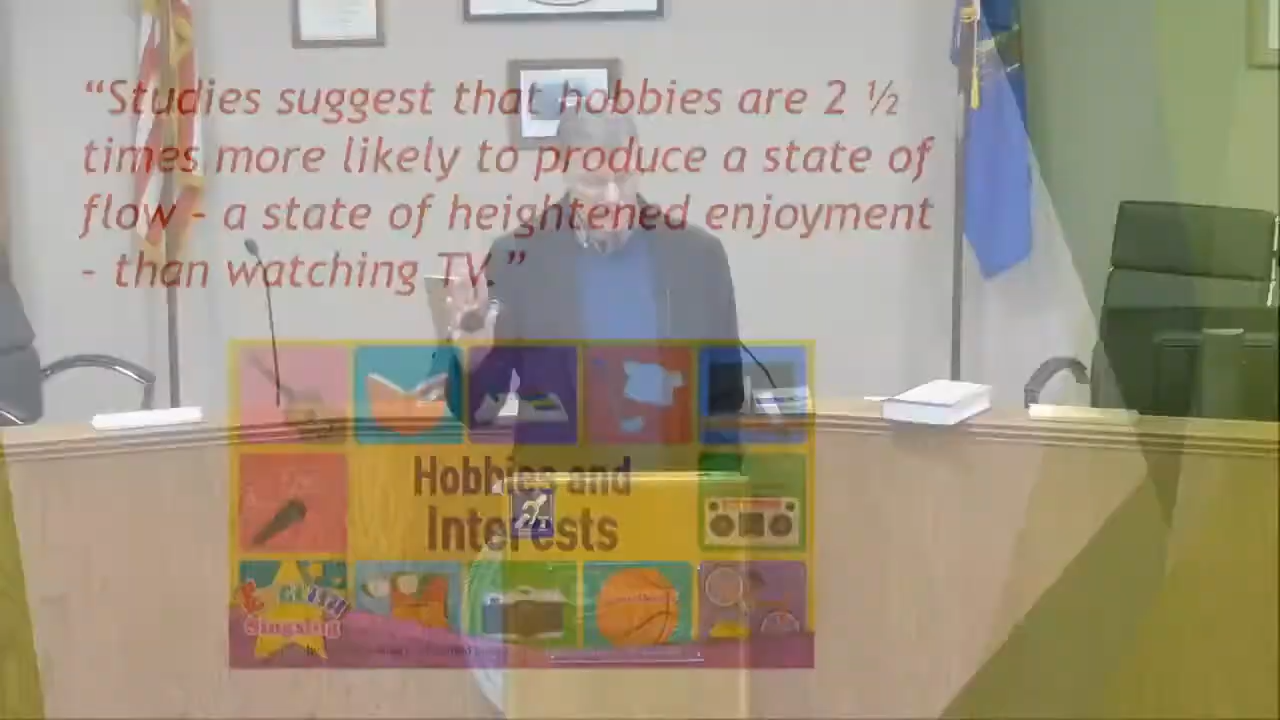 “Studies suggest that hobbies are 2 ½
times more likely to produce a state of
flow - a state of heightened enjoyment
- than watching TV.”
Hobbies and
Interests
Singsing